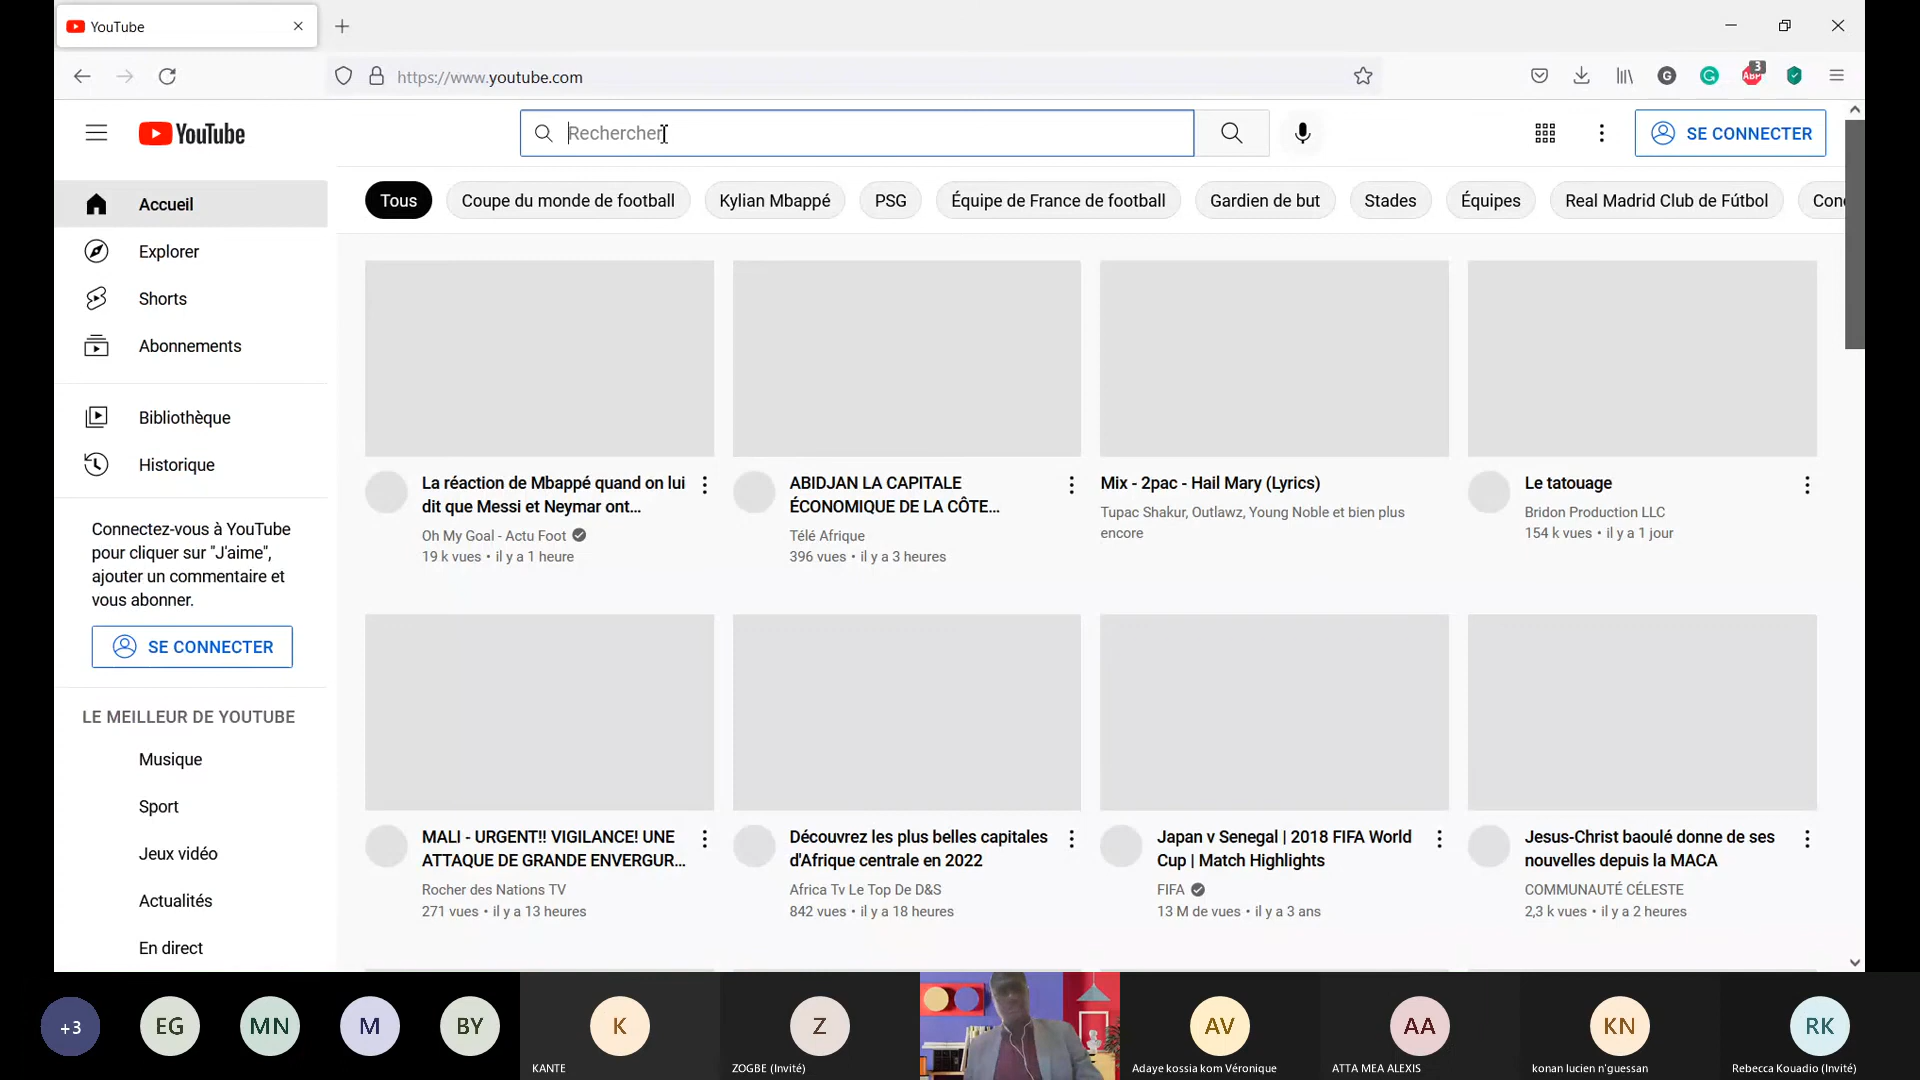 YouTube
https://www.youtube.com
G
ABP
3
YouTube
Rechercher
SE CONNECTER
Accueil
Explorer
Shorts
Abonnements
Bibliothèque
Historique
Connectez-vous à YouTube
pour cliquer sur "J'aime",
ajouter un commentaire et
vous abonner.
SE CONNECTER
LE MEILLEUR DE YOUTUBE
Musique
Sport
Jeux vidéo
Actualités
En direct
Tous
Coupe du monde de football
Kylian Mbappé
PSG
Équipe de France de football
Gardien de but
Stades
Équipes
Real Madrid Club de Fútbol
Con
La réaction de Mbappé quand on lui
dit que Messi et Neymar ont...
Oh My Goal - Actu Foot
19 k vues • il y a 1 heure
ABIDJAN LA CAPITALE
ÉCONOMIQUE DE LA CÔTE...
Télé Afrique
396 vues • il y a 3 heures
Mix - 2pac - Hail Mary (Lyrics)
Tupac Shakur, Outlawz, Young Noble et bien plus
encore
Le tatouage
Bridon Production LLC
154 k vues • il y a 1 jour
MALI - URGENT!! VIGILANCE! UNE
ATTAQUE DE GRANDE ENVERGUR...
Rocher des Nations TV
271 vues • il y a 13 heures
Découvrez les plus belles capitales
d'Afrique centrale en 2022
Africa Tv Le Top De D&S
842 vues • il y a 18 heures
Japan v Senegal | 2018 FIFA World
Cup | Match Highlights
FIFA
13 M de vues • il y a 3 ans
Jesus-Christ baoulé donne de ses
nouvelles depuis la MACA
COMMUNAUTÉ CÉLESTE
2,3 k vues • il y a 2 heures
+3
EG
MN
M
BY
K
KANTE
Z
ZOGBE (Invité)
AV
Adaye kossia kom Véronique
AA
ATTA MEA ALEXIS
KN
konan lucien n'guessan
RK
Rebecca Kouadio (Invité)